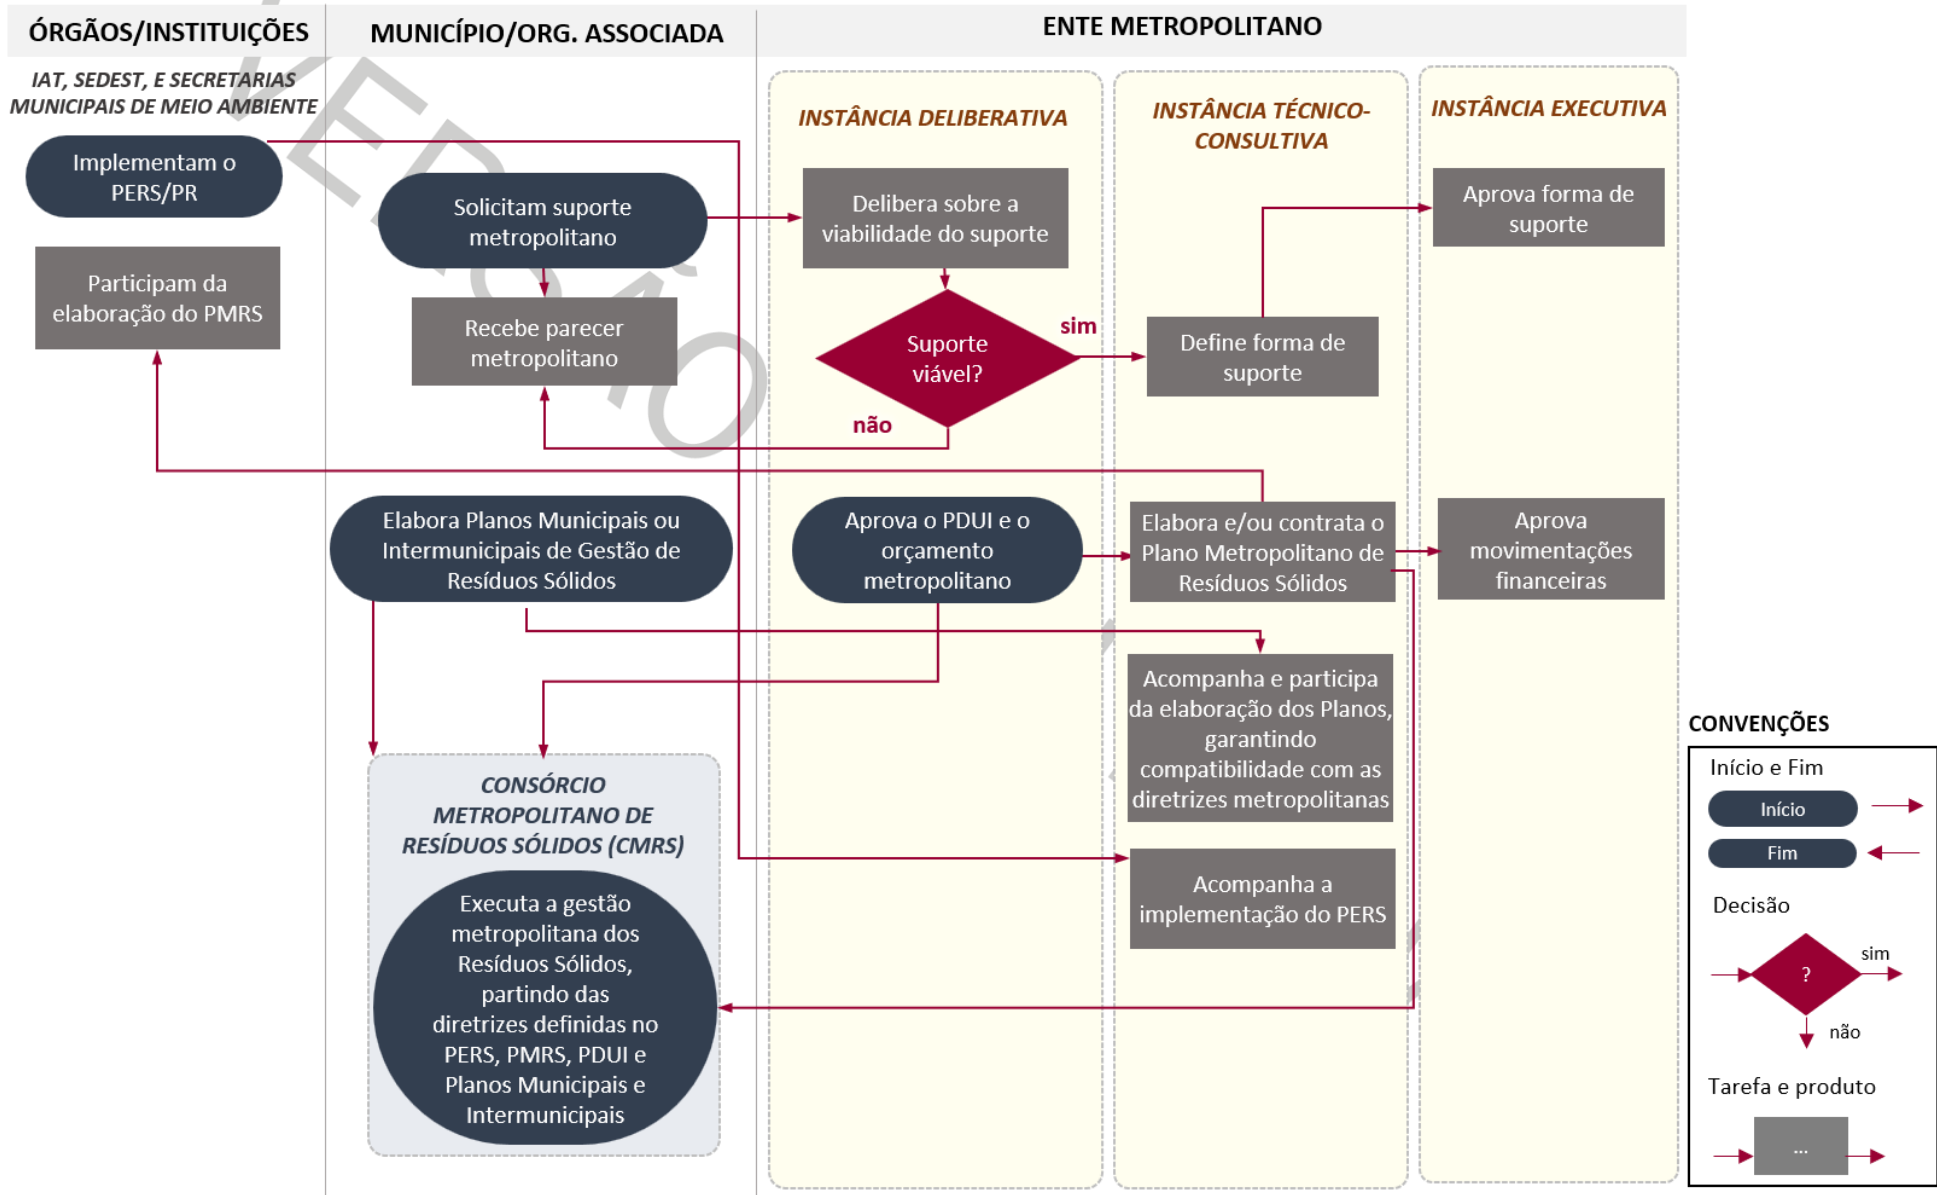 ÓRGÃOS/INSTITUIÇÕES
MUNICÍPIO/ORG. ASSOCIADA
ENTE METROPOLITANO
IAT, SEDEST, E SECRETARIAS
MUNICIPAIS DE MEIO AMBIENTE
INSTÂNCIA DELIBERATIVA
INSTÂNCIA TÉCNICO-
CONSULTIVA
INSTÂNCIA EXECUTIVA
Implementam o
PERS/PR
Solicitam suporte
metropolitano
Delibera sobre a
viabilidade do suporte
Aprova forma de
suporte
Participam da
elaboração do PMRS
Recebe parecer
metropolitano
Suporte
viável?
sim
não
Define forma de
suporte
Elabora Planos Municipais ou
Intermunicipais de Gestão de
Resíduos Sólidos
Aprova o PDUI e o
orçamento
metropolitano
Elabora e/ou contrata o
Plano Metropolitano de
Resíduos Sólidos
Aprova
movimentações
financeiras
Acompanha e participa
da elaboração dos Planos,
garantindo
compatibilidade com as
diretrizes metropolitanas
CONSÓRCIO
METROPOLITANO DE
RESÍDUOS SÓLIDOS (CMRS)
Executa a gestão
metropolitana dos
Resíduos Sólidos,
partindo das
diretrizes definidas no
PERS, PMRS, PDUI e
Planos Municipais e
Intermunicipais
Acompanha a
implementação do PERS
CONVENÇÕES
Início e Fim
Início
Fim
Decisão
?
sim
não
Tarefa e produto
...
VERSÃO